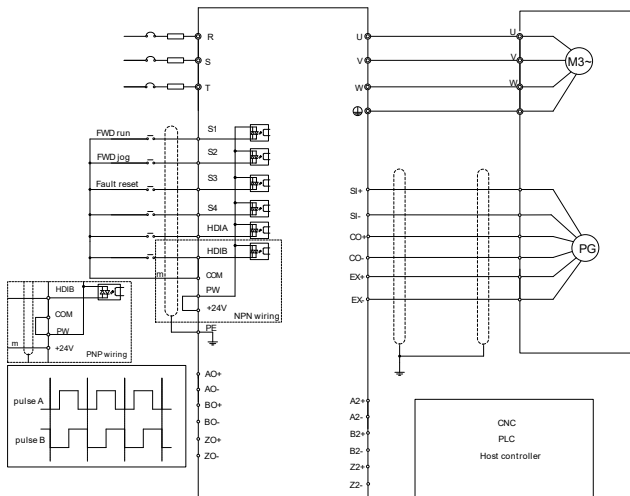 R
S
T
U
V
W
U
V
W
M3~
FWD run
FWD jog
Fault reset
S1
S2
S3
S4
HDIA
HDIB
m
COM
PW
+24V
NPN wiring
PE
HDIB
COM
PW
m
+24V
PNP wiring
SI+
SI-
CO+
CO-
EX+
EX-
PG
pulse A
pulse B
AO+
AO-
BO+
BO-
ZO+
ZO-
A2+
A2-
B2+
B2-
Z2+
Z2-
CNC
PLC
Host controller